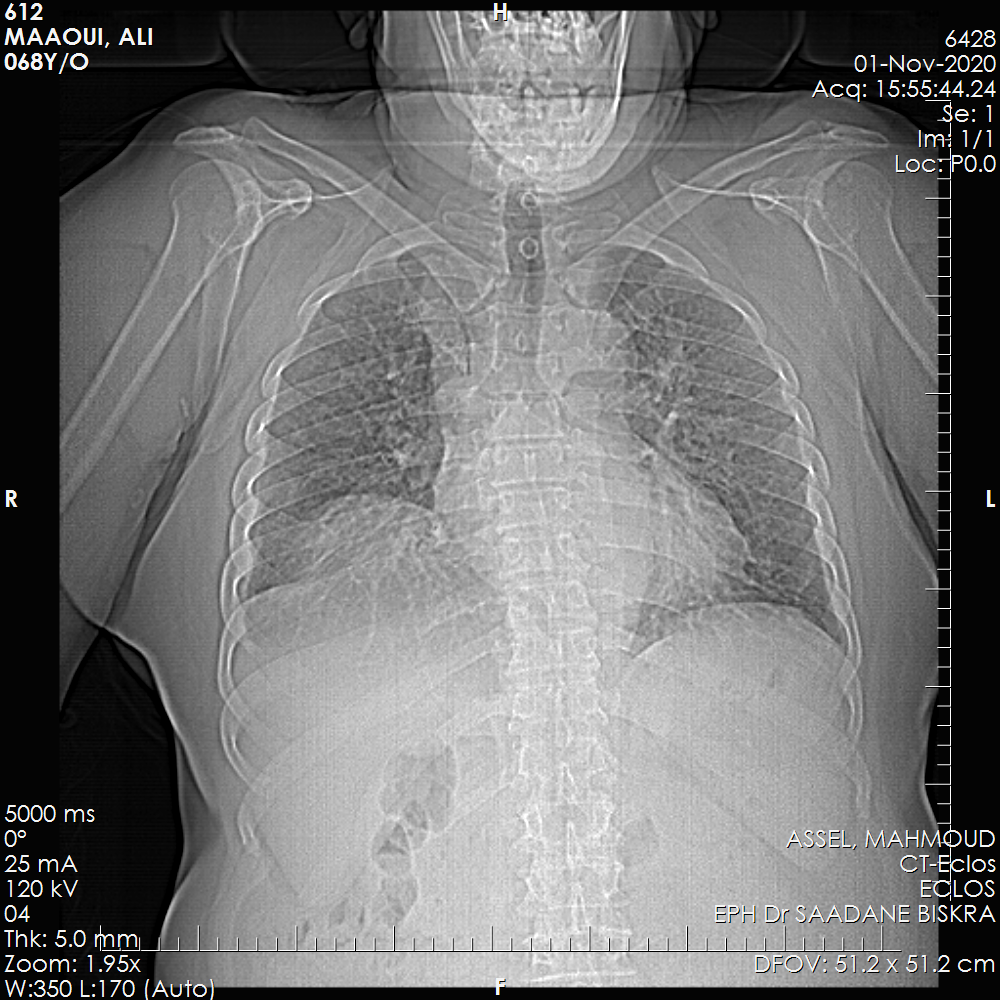 612
MAAOUI, ALI
068Y/O
H
6428
01-Nov-2020
Acq: 15:55:44.24
Se: 1
Im: 1/1
Loc: P0.0
R
L
5000 ms
0°
25 mA
120 kV
04
Thk: 5.0 mm
Zoom: 1.95x
W:350 L:170 (Auto)
F
ASSEL, MAHMOUD
CT-Eclos
ECLOS
EPH Dr SAADANE BISKRA
DFOV: 51.2 x 51.2 cm